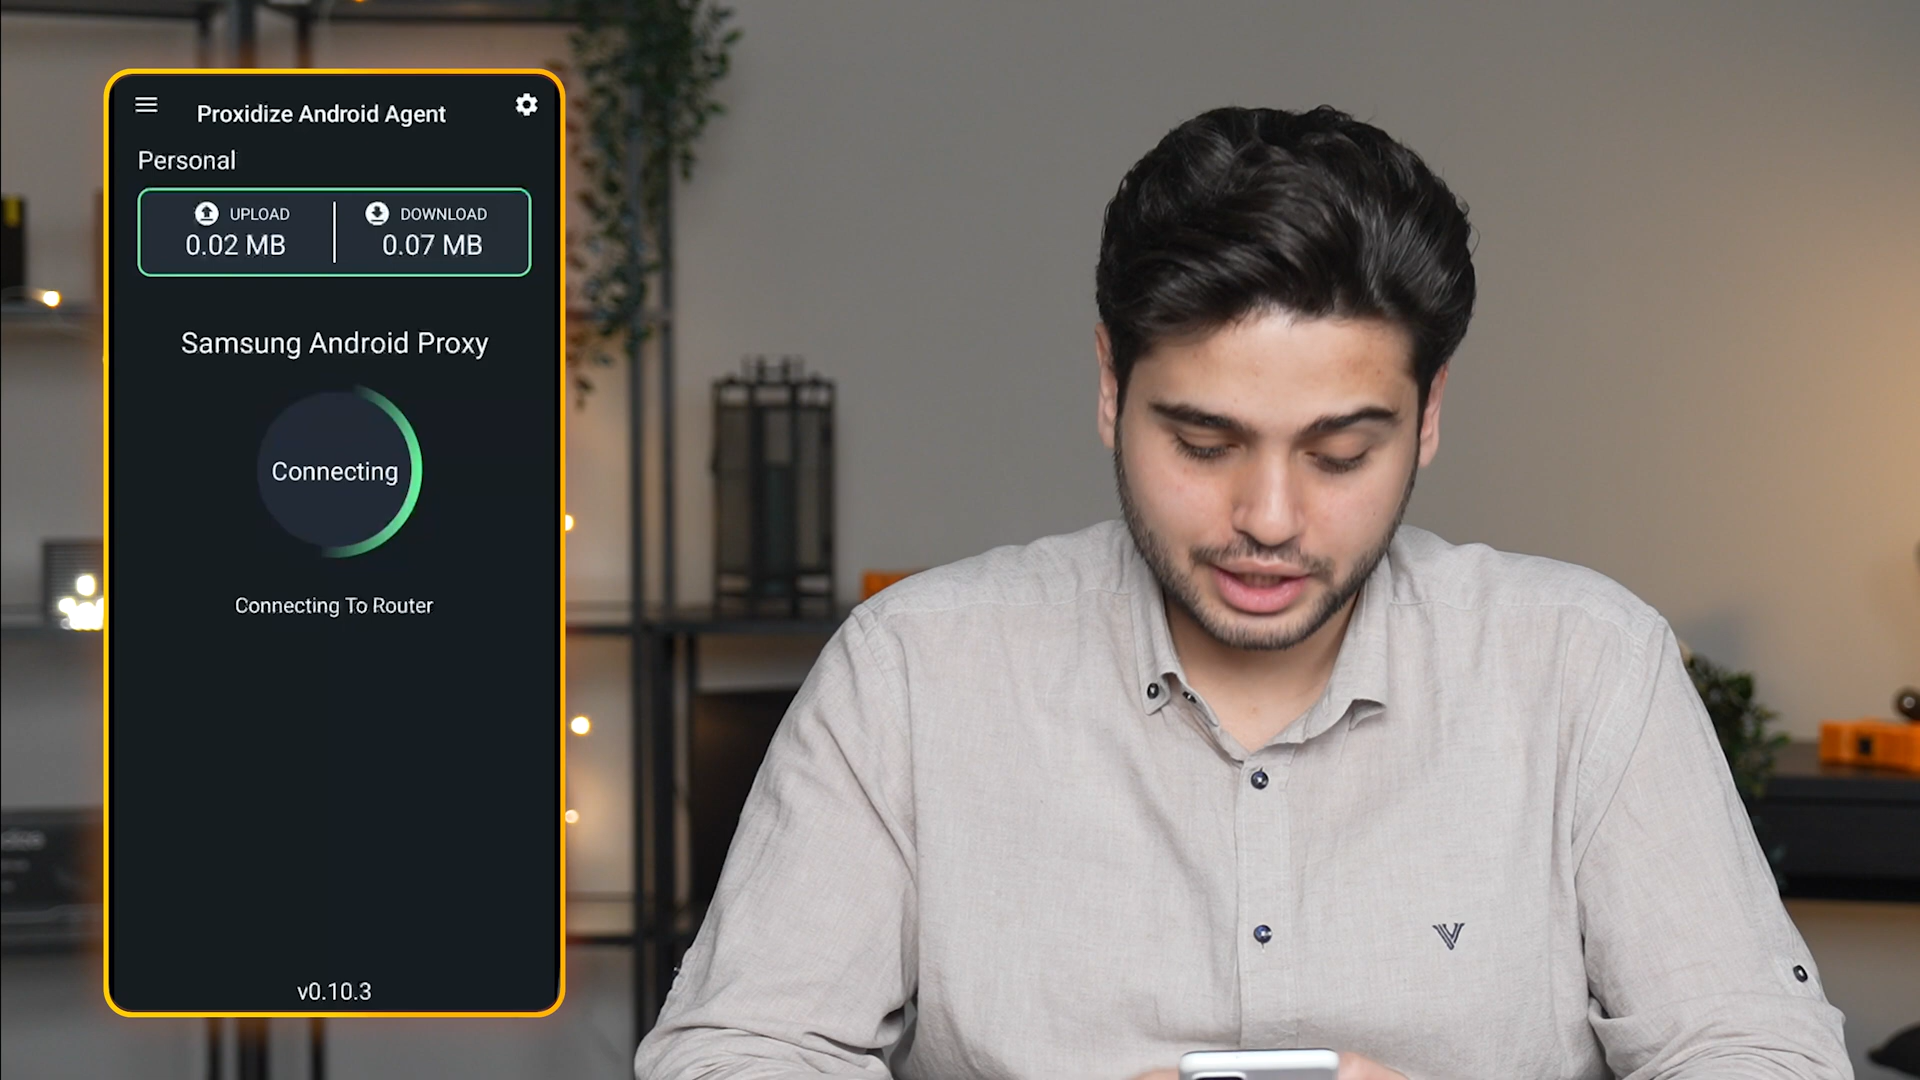 Proxidize Android Agent
Personal
UPLOAD
0.02 MB
DOWNLOAD
0.07 MB
Samsung Android Proxy
Connecting
Connecting To Router
v0.10.3